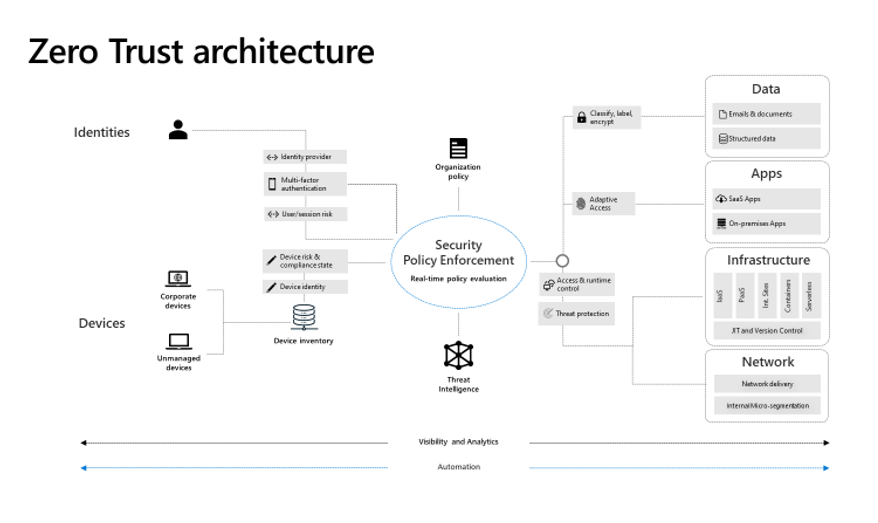 Zero Trust architecture
Identities
Identity provider
Multi-factor
authentication
User/session risk
Device risk &
compliance state
Device identity
Corporate
devices
Devices
Unmanaged
devices
Device inventory
Organization
policy
Security
Policy Enforcement
Real-time policy evaluation
Threat
Intelligence
Classify, label,
encrypt
Adaptive
Access
Access & runtime
control
Threat protection
Data
Emails & documents
Structured data
Apps
SaaS Apps
On-premises Apps
Infrastructure
IaaS
PaaS
Int. Sites
Containers
Serverless
JIT and Version Control
Network
Network delivery
Internal Micro-segmentation
Visibility and Analytics
Automation